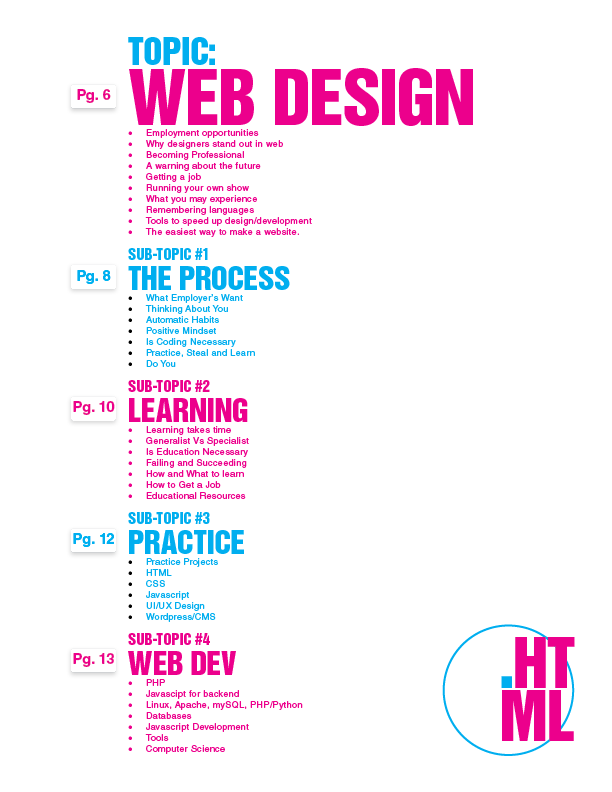 TOPIC:
Pg. 6
WEB DESIGN
• Employment opportunities
• Why designers stand out in web
• Becoming Professional
• A warning about the future
• Getting a job
• Running your own show
• What you may experience
• Remembering languages
• Tools to speed up design/development
• The easiest way to make a website.
SUB-TOPIC #1
Pg. 8
THE PROCESS
• What Employer's Want
• Thinking About You
• Automatic Habits
• Positive Mindset
• Is Coding Necessary
• Practice, Steal and Learn
• Do You
SUB-TOPIC #2
Pg. 10
LEARNING
• Learning takes time
• Generalist Vs Specialist
• Is Education Necessary
• Failing and Succeeding
• How and What to learn
• How to Get a Job
• Educational Resources
SUB-TOPIC #3
Pg. 12
PRACTICE
• Practice Projects
• HTML
• CSS
• Javascript
• UI/UX Design
• Wordpress/CMS
SUB-TOPIC #4
Pg. 13
WEB DEV
• PHP
• Javascipt for backend
• Linux, Apache, mySQL, PHP/Python
• Databases
• Javascript Development
• Tools
• Computer Science
.HT
ML